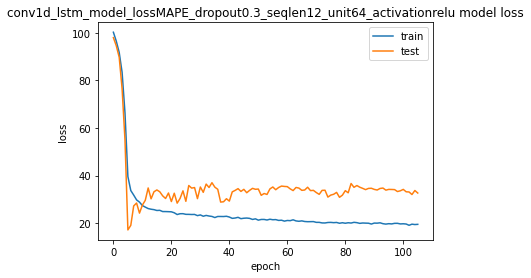 conv1d_lstm_model_lossMAPE_dropout0.3_seqlen12_unit64_activationrelu model loss
train
test
100
80
60
40
20
loss
0
20
40
60
80
100
epoch